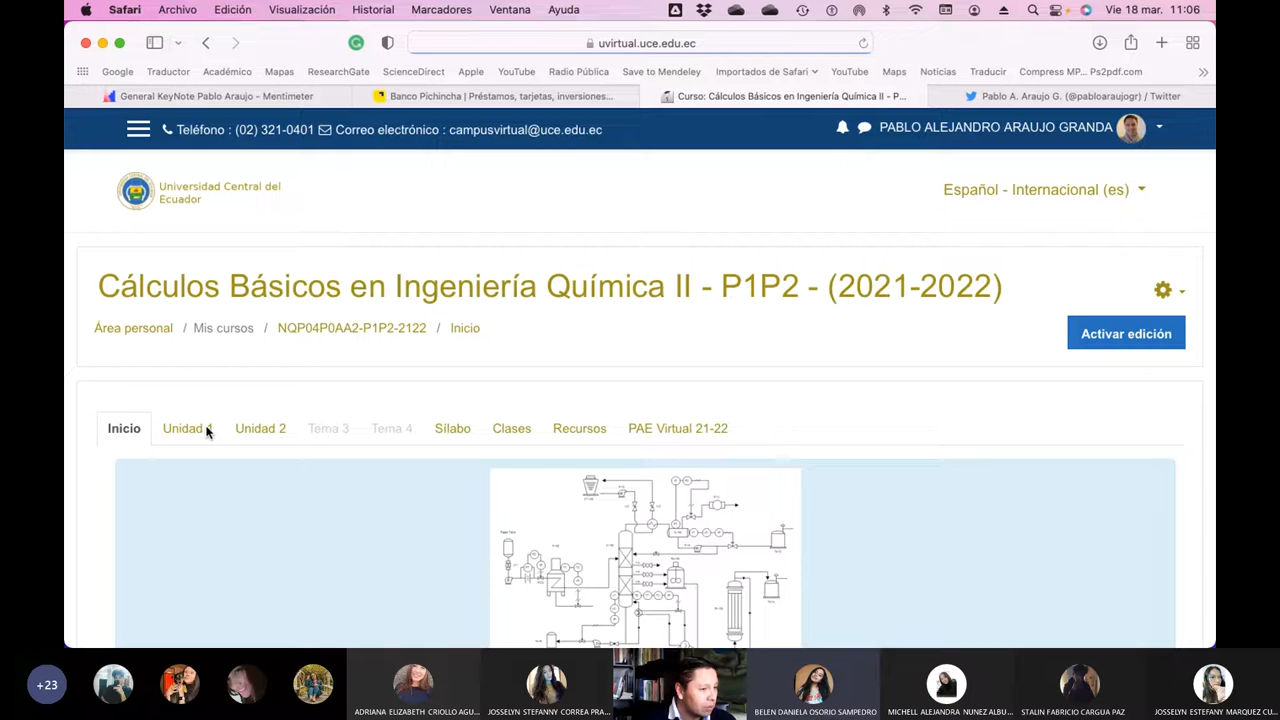 Safari Archivo Edición Visualización Historial Marcadores Ventana Ayuda Vie 18 mar. 11:06
uvirtual.uce.edu.ec
Google Traductor Académico Mapas ResearchGate ScienceDirect Apple YouTube Radio Pública Save to Mendeley Importados de Safari YouTube Maps Noticias Traducir Compress MP... Ps2pdf.com
General KeyNote Pablo Araujo - Mentimeter Banco Pichincha | Préstamos, tarjetas, inversiones... Curso: Cálculos Básicos en Ingeniería Química II - P... Pablo A. Araujo G. (@pabloaraujogr) / Twitter
Teléfono : (02) 321-0401 Correo electrónico : campusvirtual@uce.edu.ec PABLO ALEJANDRO ARAUJO GRANDA
Universidad Central del
Ecuador
Español - Internacional (es)
Cálculos Básicos en Ingeniería Química II - P1P2 - (2021-2022)
Área personal / Mis cursos / NQP04P0AA2-P1P2-2122 / Inicio
Activar edición
Inicio Unidad 1 Unidad 2 Tema 3 Tema 4 Sílabo Clases Recursos PAE Virtual 21-22
+23
ADRIANA ELIZABETH CRIOLLO AGU... JOSSELYN STEFANNY CORREA PRA... BELEN DANIELA OSORIO SAMPEDRO MICHELL ALEJANDRA NUNEZ ALBU... STALIN FABRICIO CARGUA PAZ JOSSELYN ESTEFANY MARQUEZ CU...